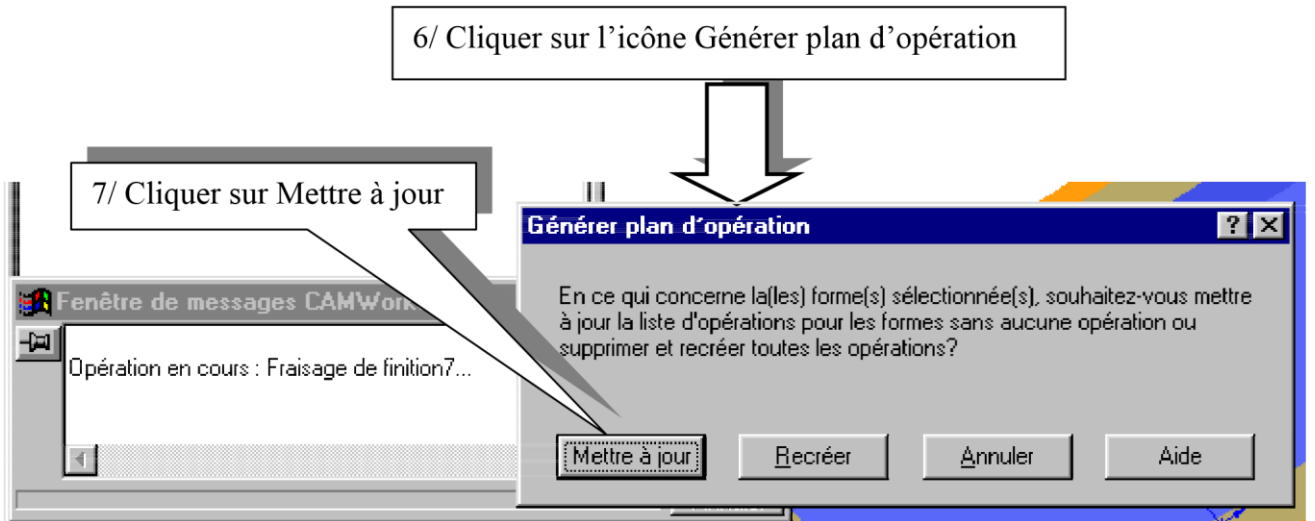 6/ Cliquer sur l’icône Générer plan d’opération
7/ Cliquer sur Mettre à jour
Générer plan d'opération
Fenêtre de messages CAMWor
En ce qui concerne la(les) forme(s) sélectionnée(s), souhaitez-vous mettre
à jour la liste d'opérations pour les formes sans aucune opération ou
supprimer et recréer toutes les opérations?
Opération en cours : Fraisage de finition7...
Mettre à jour
Recréer
Annuler
Aide